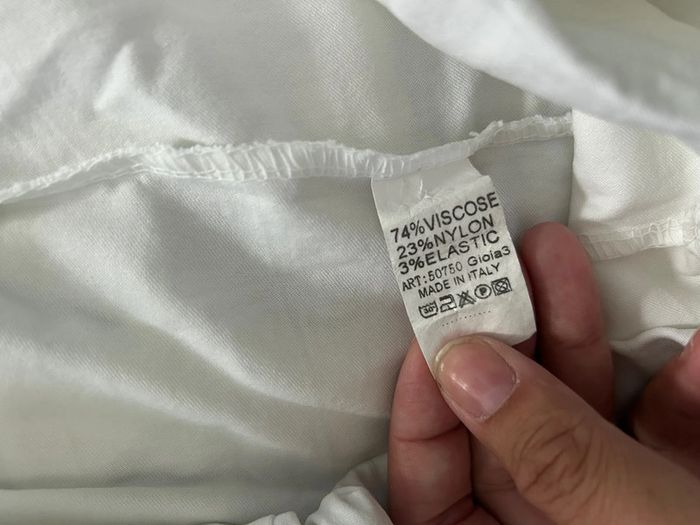 74%VISCOSE
23%NYLON
3%ELASTIC
ART:50750 Gioia3
MADE IN ITALY
30°